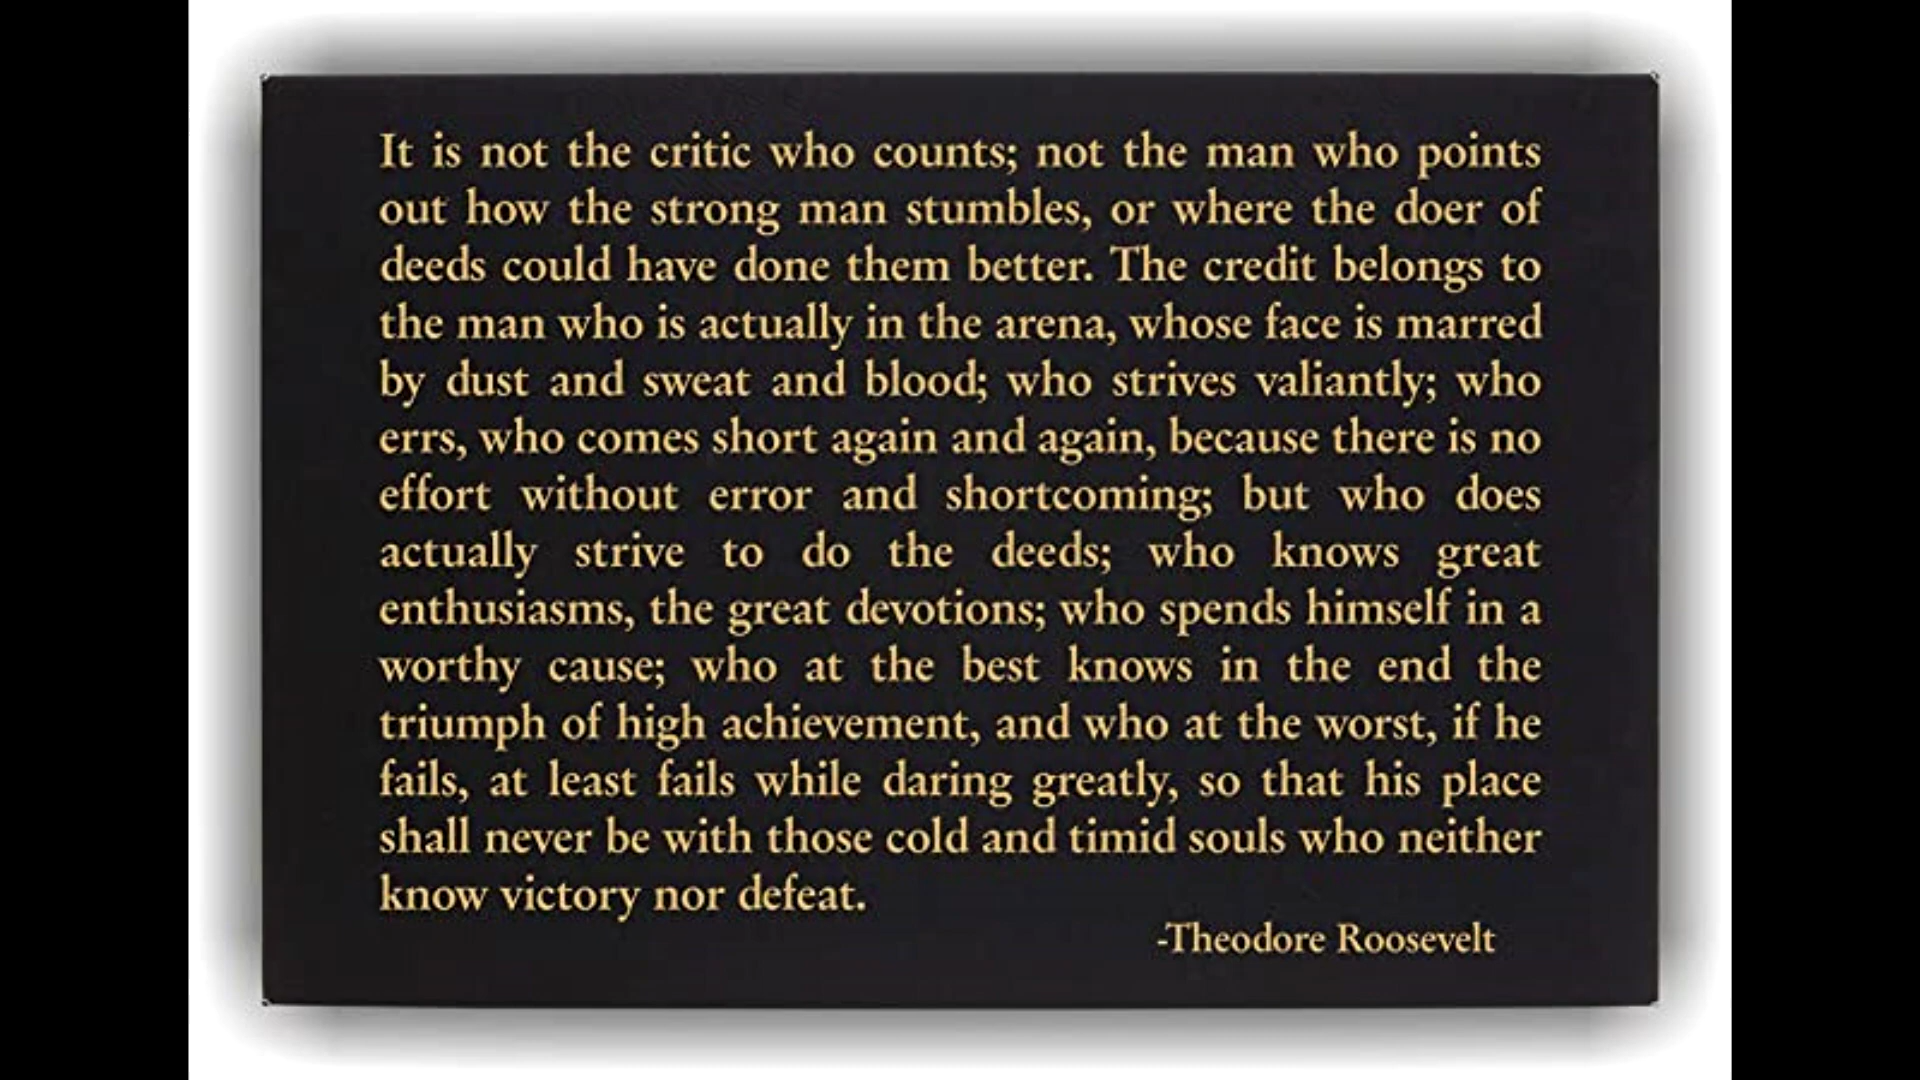 It is not the critic who counts; not the man who points
out how the strong man stumbles, or where the doer of
deeds could have done them better. The credit belongs to
the man who is actually in the arena, whose face is marred
by dust and sweat and blood; who strives valiantly; who
errs, who comes short again and again, because there is no
effort without error and shortcoming; but who does
actually strive to do the deeds; who knows great
enthusiasms, the great devotions; who spends himself in a
worthy cause; who at the best knows in the end the
triumph of high achievement, and who at the worst, if he
fails, at least fails while daring greatly, so that his place
shall never be with those cold and timid souls who neither
know victory nor defeat.
-Theodore Roosevelt